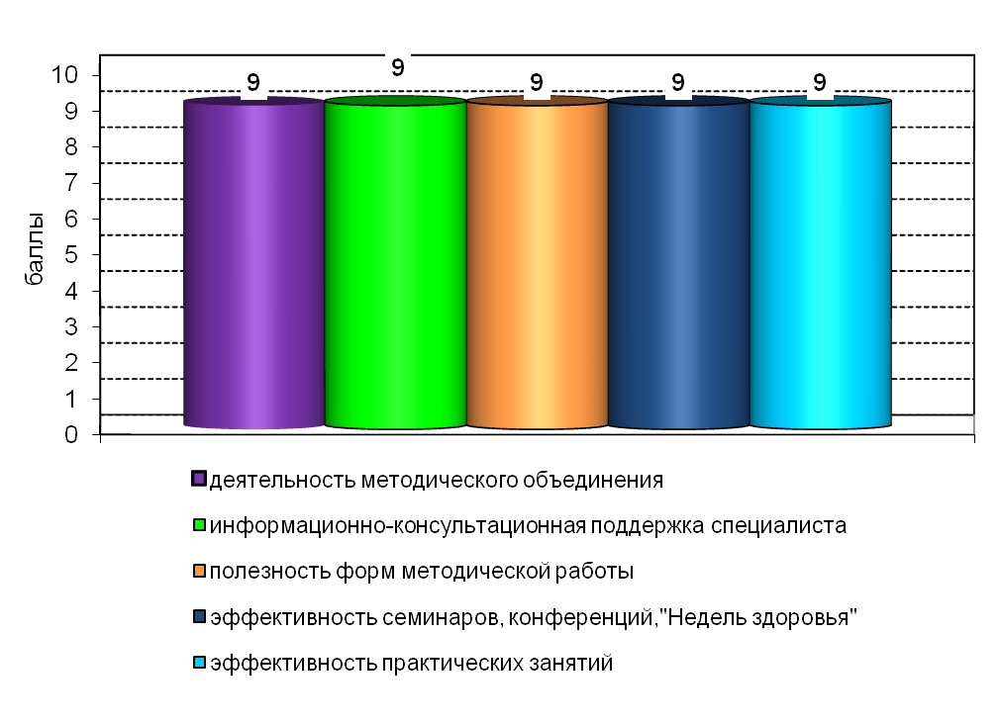 9 9 9 9 9
10
9
8
7
6
5
4
3
2
1
0
баллы
деятельность методического объединения
информационно-консультационная поддержка специалиста
полезность форм методической работы
эффективность семинаров, конференций,"Недель здоровья"
эффективность практических занятий